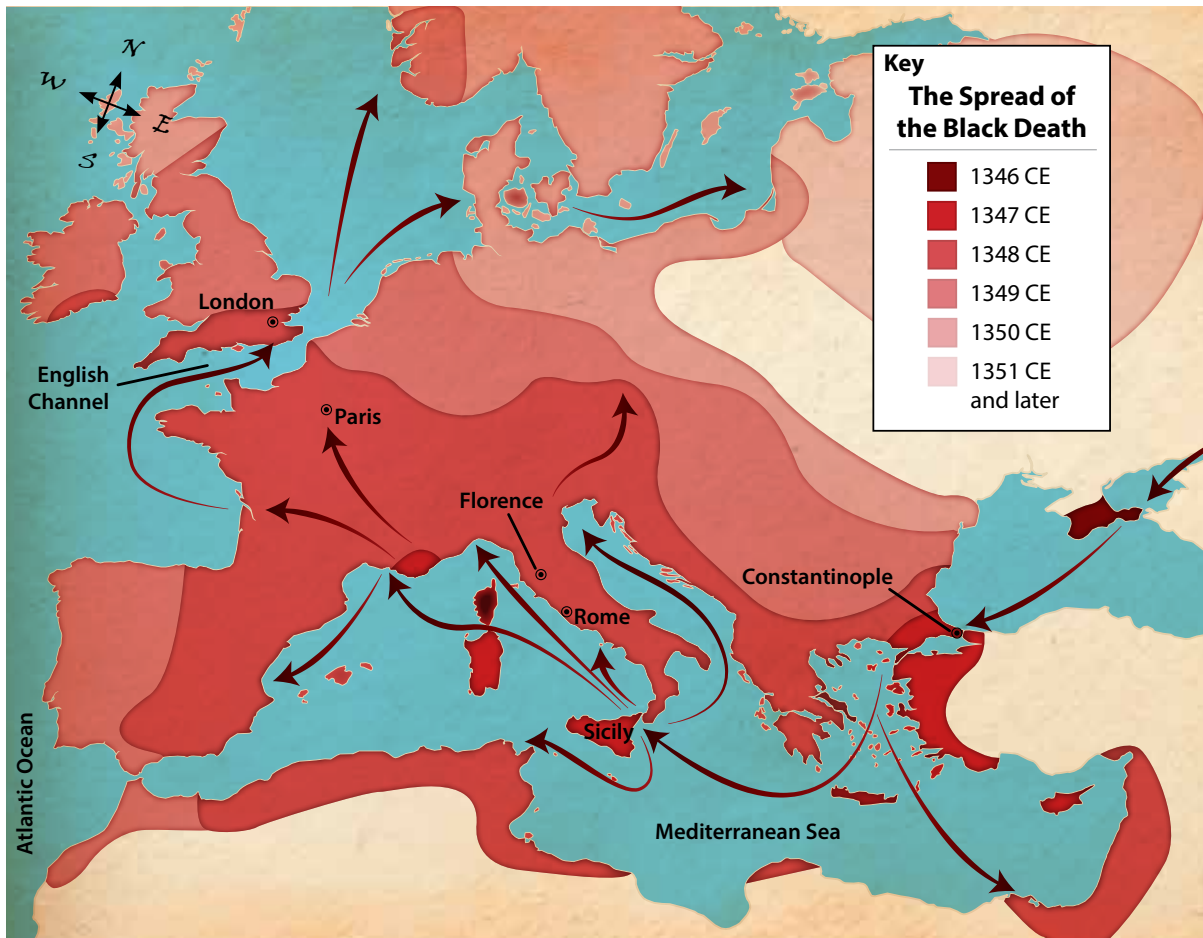 N
W
E
S
Key
The Spread of
the Black Death
1346 CE
1347 CE
1348 CE
1349 CE
1350 CE
1351 CE
and later
London
English
Channel
Paris
Florence
Constantinople
Rome
Sicily
Mediterranean Sea
Atlantic Ocean